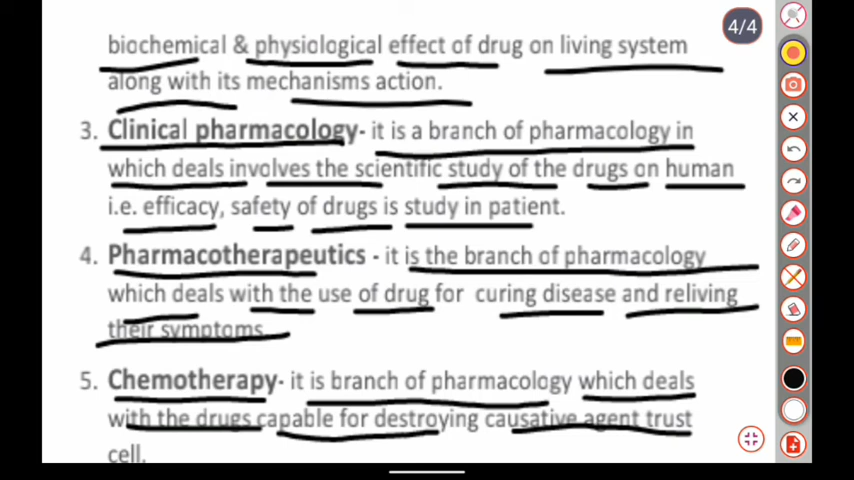 4/4
biochemical & physiological effect of drug on living system
along with its mechanisms action.
3. Clinical pharmacology- it is a branch of pharmacology in
which deals involves the scientific study of the drugs on human
i.e. efficacy, safety of drugs is study in patient.
4. Pharmacotherapeutics - it is the branch of pharmacology
which deals with the use of drug for curing disease and reliving
their symptoms
5. Chemotherapy- it is branch of pharmacology which deals
with the drugs capable for destroying causative agent trust
cell.